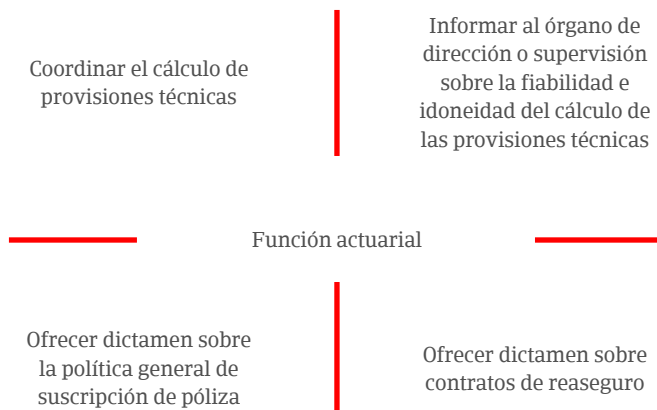 Coordinar el cálculo de
provisiones técnicas
Informar al órgano de
dirección o supervisión
sobre la fiabilidad e
idoneidad del cálculo de
las provisiones técnicas
Función actuarial
Ofrecer dictamen sobre
la política general de
suscripción de póliza
Ofrecer dictamen sobre
contratos de reaseguro